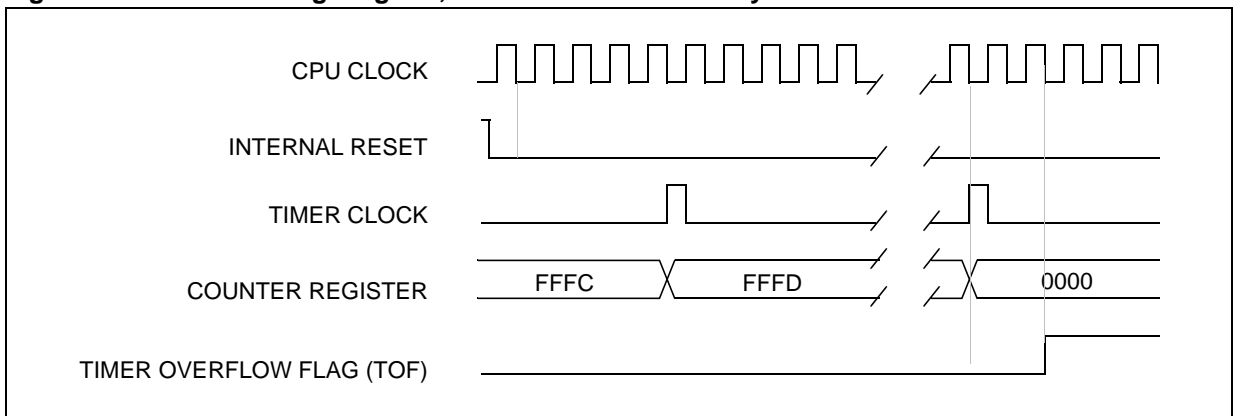 CPU CLOCK
INTERNAL RESET
TIMER CLOCK
COUNTER REGISTER FFFC FFFD 0000
TIMER OVERFLOW FLAG (TOF)